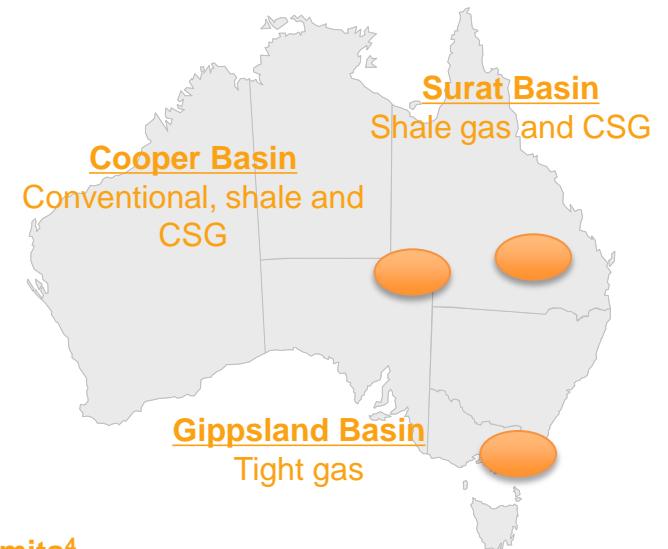 Surat Basin
Shale gas and CSG
Cooper Basin
Conventional, shale and
CSG
Gippsland Basin
Tight gas